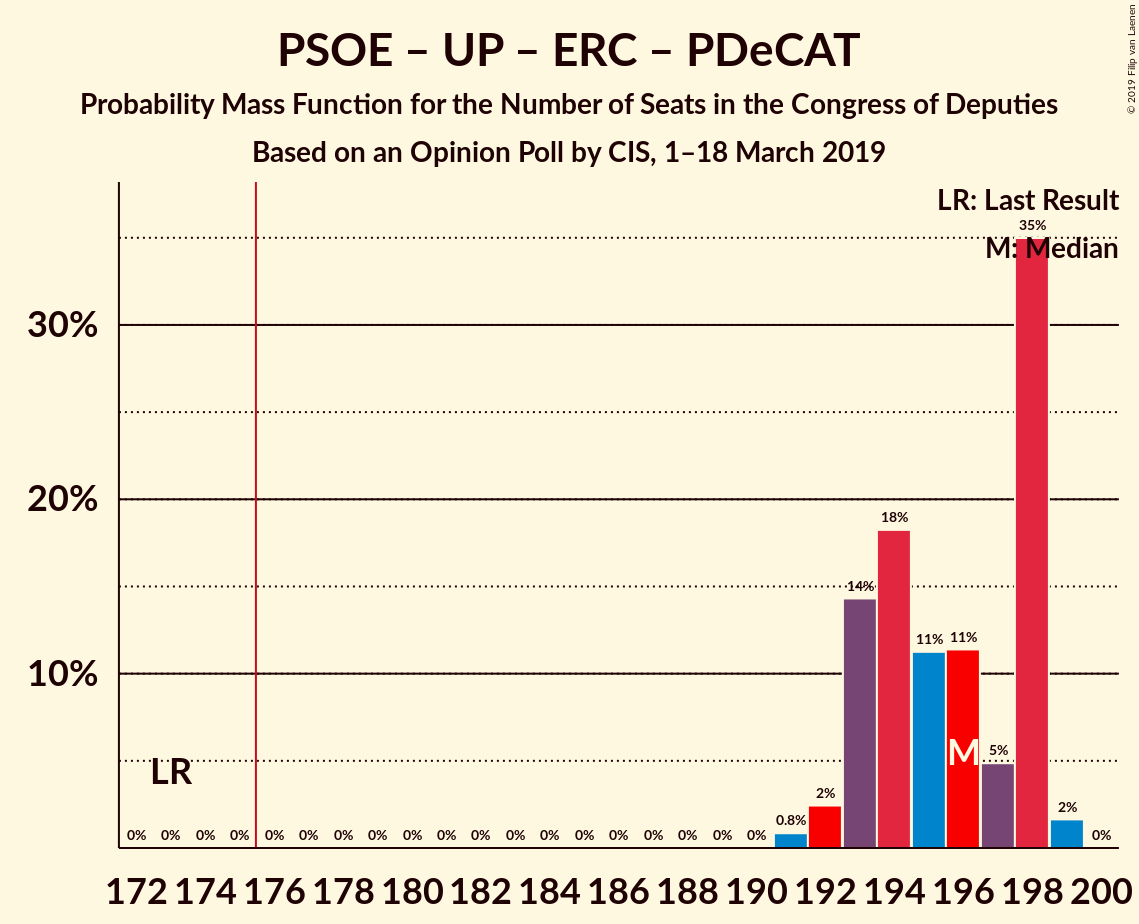 PSOE – UP – ERC – PDeCAT
Probability Mass Function for the Number of Seats in the Congress of Deputies
Based on an Opinion Poll by CIS, 1–18 March 2019
© 2019 Filip van Laenen
LR: Last Result
M: Median
30%
20%
10%
LR
M
0% 0% 0% 0% 0% 0% 0% 0% 0% 0% 0% 0% 0% 0% 0% 0% 0% 0% 0% 0.8% 2% 14% 18% 11% 11% 5% 35% 2% 0%
172 174 176 178 180 182 184 186 188 190 192 194 196 198 200